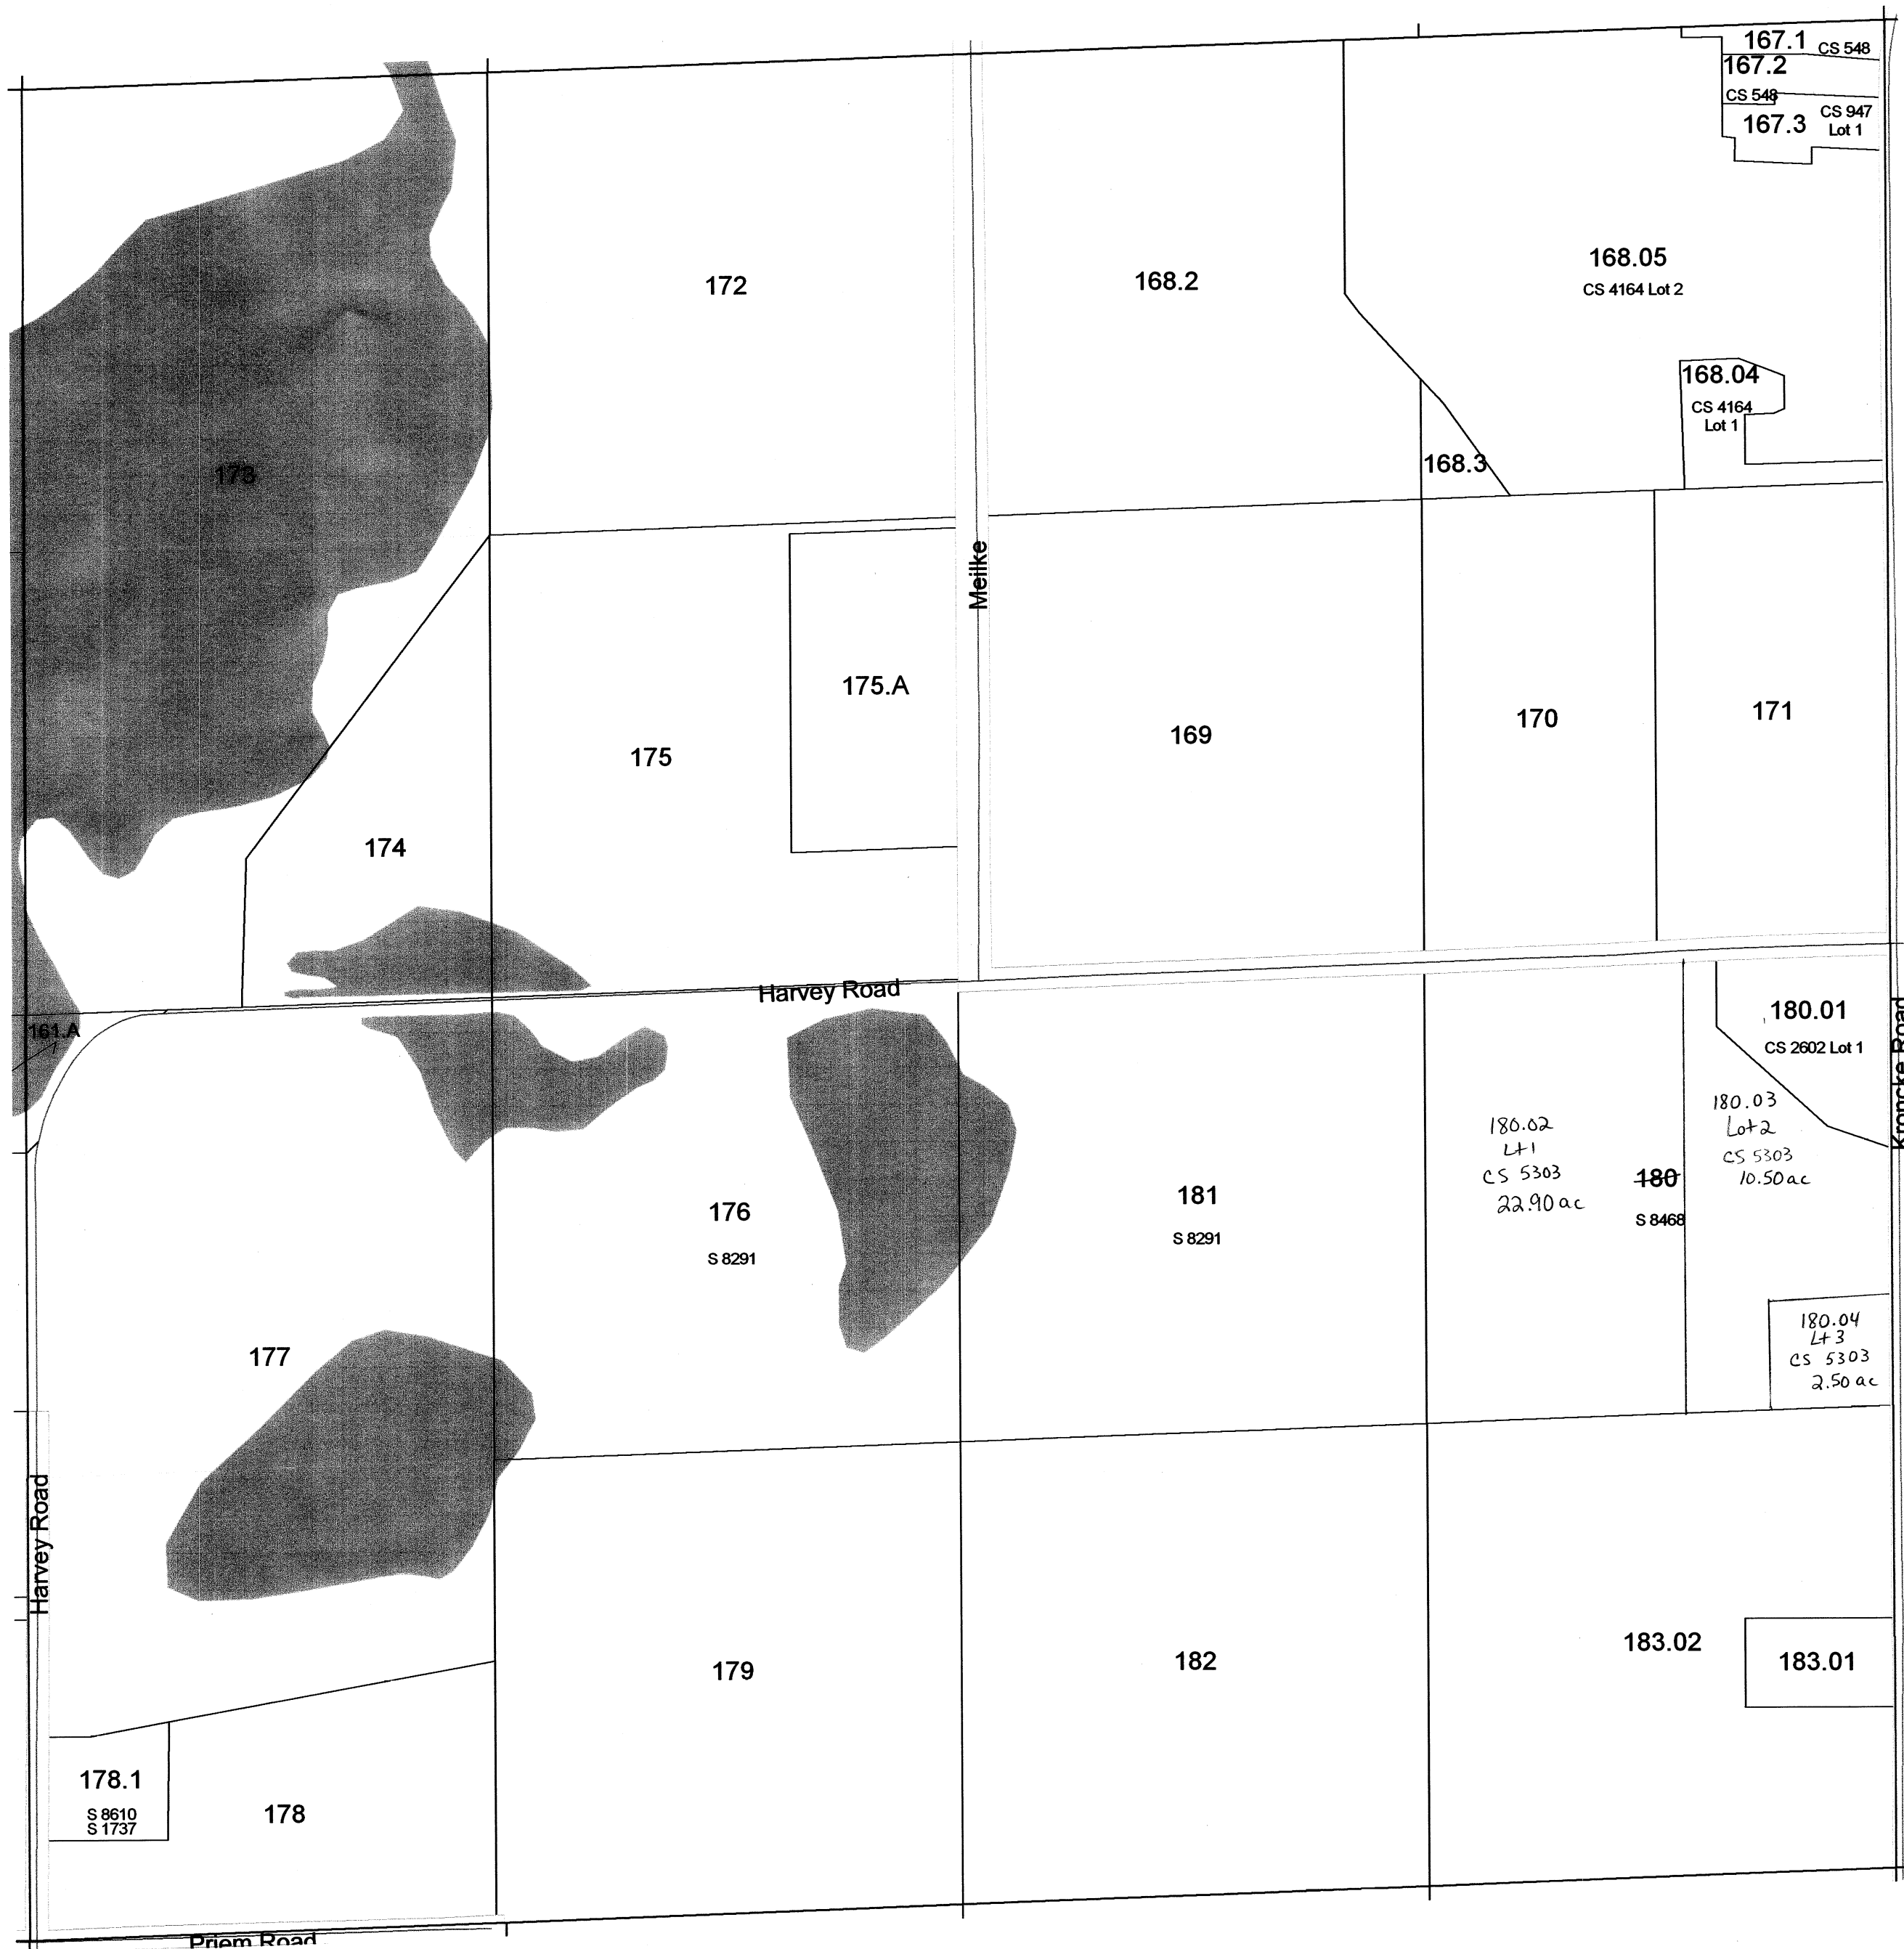 167.1 CS 548
167.2
CS 548
167.3
CS 947
Lot 1
172
168.2
168.05
CS 4164 Lot 2
168.04
CS 4164
Lot 1
173
168.3
Meilke
175.A
175
169
170
171
174
Harvey Road
161.A
180.01
CS 2602 Lot 1
Kroncke Road
180.02
Lt 1
CS 5303
22.90 ac
180.03
Lot 2
CS 5303
10.50 ac
180
S 8468
176
S 8291
181
S 8291
180.04
Lt 3
CS 5303
2.50 ac
177
Harvey Road
179
182
183.02
183.01
178.1
S 8610
S 1737
178
Priem Road